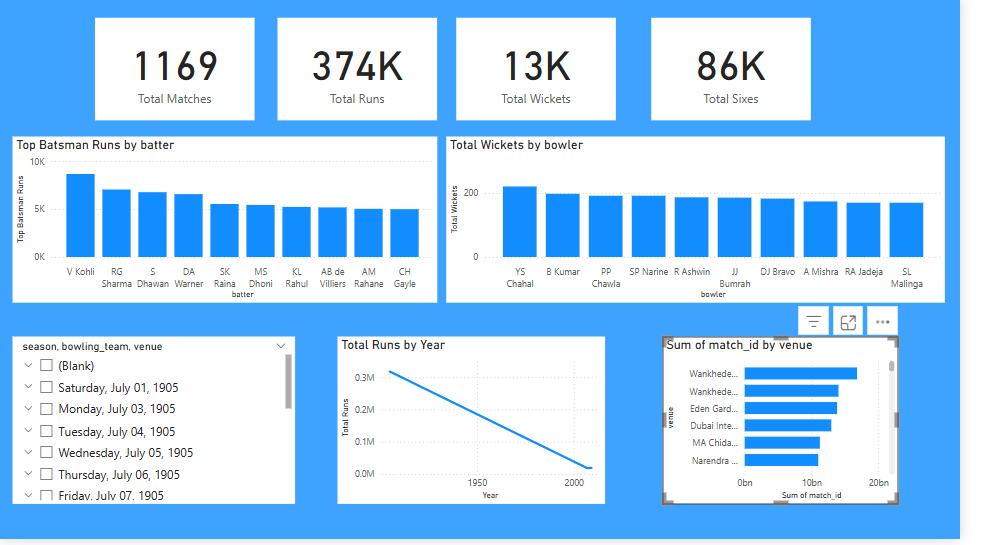 1169
Total Matches
374K
Total Runs
13K
Total Wickets
86K
Total Sixes
Top Batsman Runs by batter
Top Batsman Runs
10K
5K
0K
V Kohli
RG Sharma
S Dhawan
DA Warner
SK Raina
MS Dhoni
KL Rahul
AB de Villiers
AM Rahane
CH Gayle
batter
Total Wickets by bowler
Total Wickets
200
0
YS Chahal
B Kumar
PP Chawla
SP Narine
R Ashwin
JJ Bumrah
DJ Bravo
A Mishra
RA Jadeja
SL Malinga
bowler
season, bowling_team, venue
(Blank)
Saturday, July 01, 1905
Monday, July 03, 1905
Tuesday, July 04, 1905
Wednesday, July 05, 1905
Thursday, July 06, 1905
Friday, July 07, 1905
Total Runs by Year
Total Runs
0.3M
0.2M
0.1M
0.0M
1950
2000
Year
Sum of match_id by venue
venue
Wankhede...
Wankhede...
Eden Gard...
Dubai Inte...
MA Chida...
Narendra ...
0bn
10bn
20bn
Sum of match_id